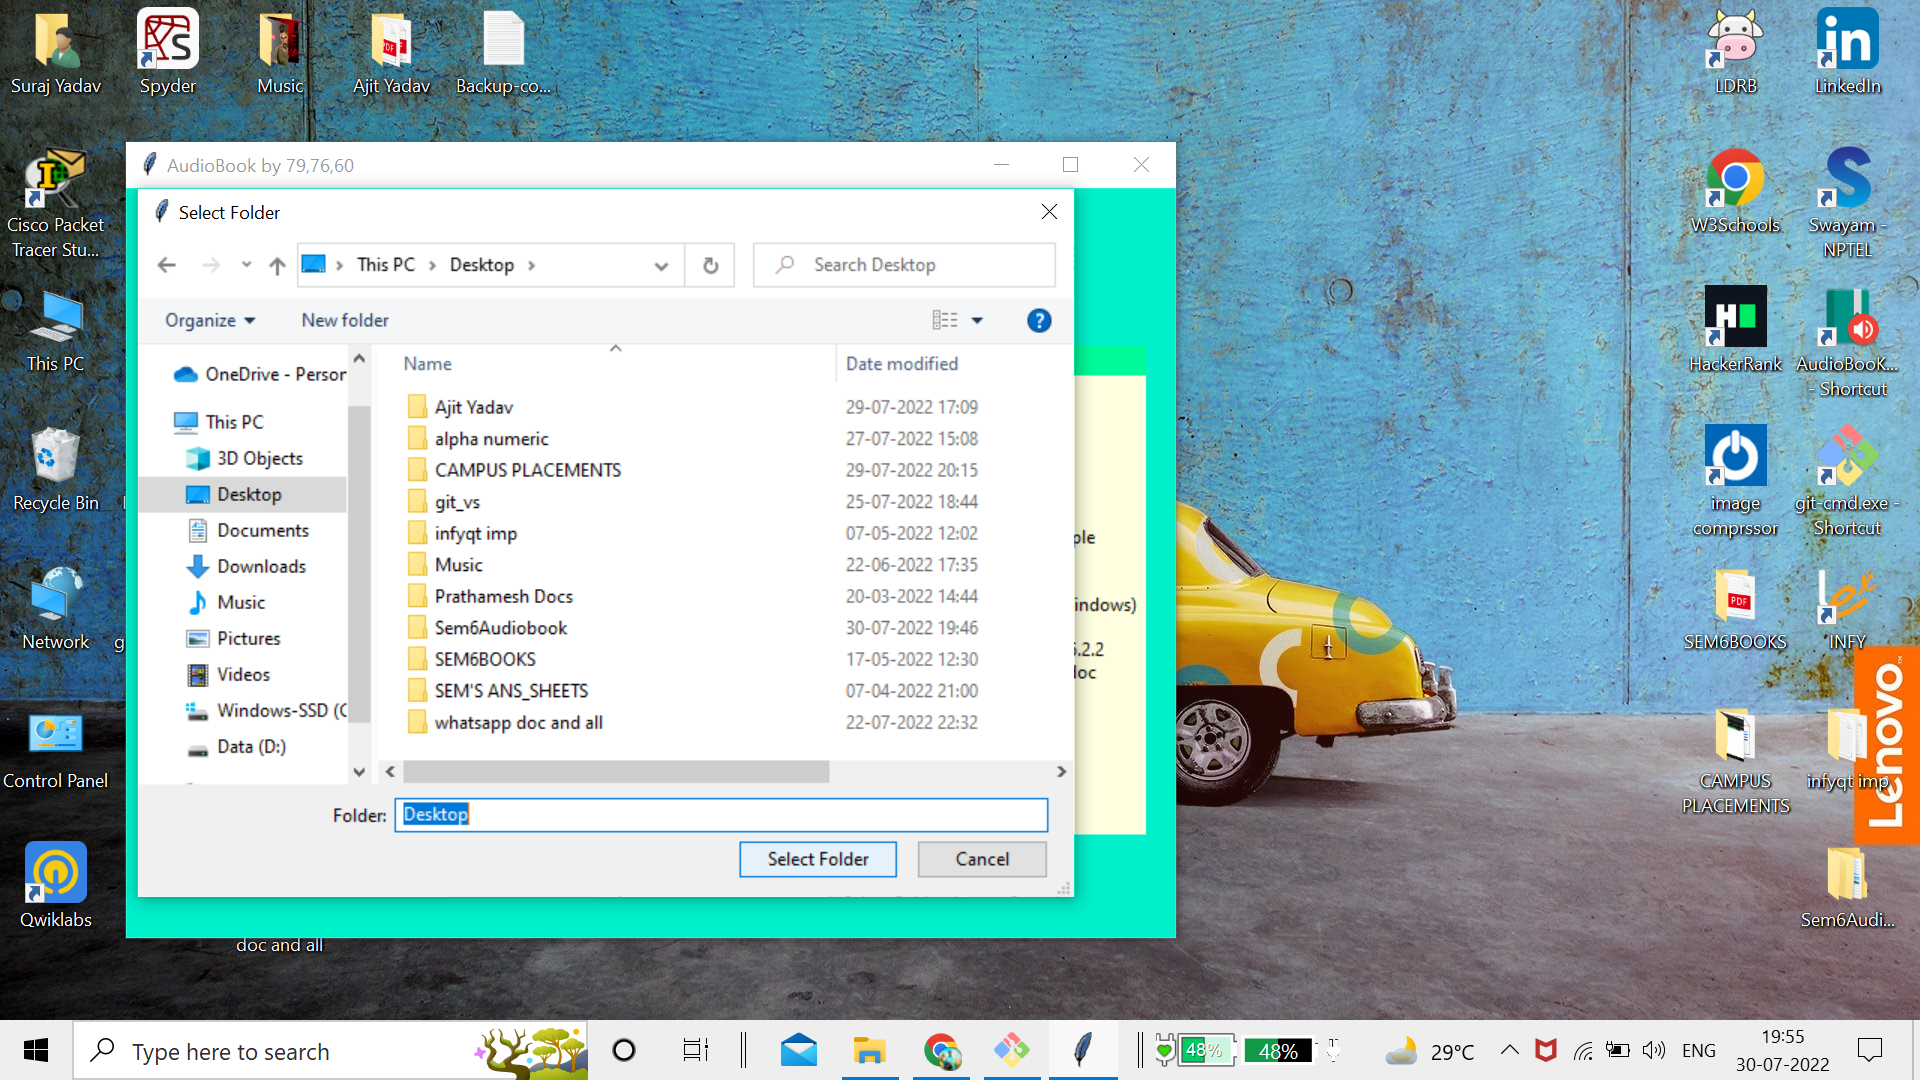 Suraj Yadav
Spyder
Music
Ajit Yadav
Backup-co...
LDRB
LinkedIn
AudioBook by 79,76,60
Cisco Packet
Tracer Stu...
W3Schools
Swayam -
NPTEL
Select Folder
This PC
Desktop
Search Desktop
Organize
New folder
This PC
HackerRank
AudioBooK...
- Shortcut
Name
Date modified
OneDrive - Person
This PC
3D Objects
Desktop
Documents
Downloads
Music
Pictures
Videos
Windows-SSD (C
Data (D:)
Ajit Yadav 29-07-2022 17:09
alpha numeric 27-07-2022 15:08
CAMPUS PLACEMENTS 29-07-2022 20:15
git_vs 25-07-2022 18:44
infyqt imp 07-05-2022 12:02
Music 22-06-2022 17:35
Prathamesh Docs 20-03-2022 14:44
Sem6Audiobook 30-07-2022 19:46
SEM6BOOKS 17-05-2022 12:30
SEM'S ANS_SHEETS 07-04-2022 21:00
whatsapp doc and all 22-07-2022 22:32
ple
indows)
.2.2
loc
Recycle Bin
image
comprssor
git-cmd.exe -
Shortcut
Network
g
PDF
SEM6BOOKS
INFY
Lenovo
Control Panel
CAMPUS
PLACEMENTS
infyqt imp
Folder: Desktop
Select Folder
Cancel
Qwiklabs
Sem6Audi...
doc and all
Type here to search
48%
48%
29°C
ENG
19:55
30-07-2022